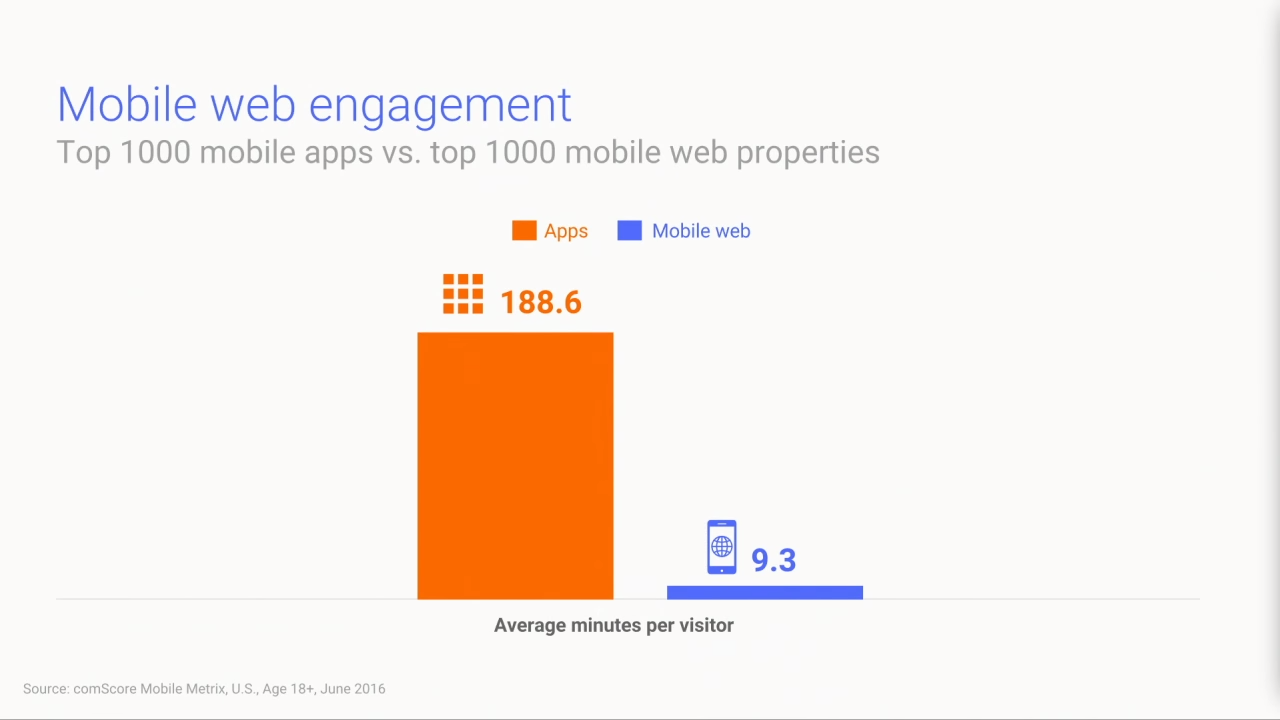 Mobile web engagement
Top 1000 mobile apps vs. top 1000 mobile web properties
Apps Mobile web
188.6
9.3
Average minutes per visitor
Source: comScore Mobile Metrix, U.S., Age 18+, June 2016